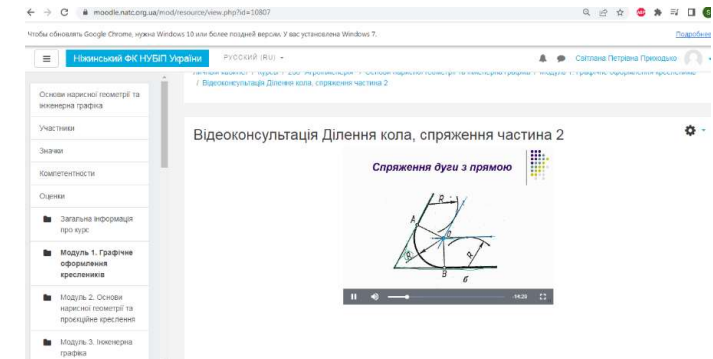 moodle.natc.org.ua/mod/resource/view.php?id=10807
Чтобы обновлять Google Chrome, нужна Windows 10 или более поздней версии. У вас установлена Windows 7.
Подробнее
Ніжинський ФК НУБІП України
РУССКИЙ (RU)
Світлана Петрівна Приходько
/ Відеоконсультація Ділення кола, спряження частина 2
Основи нарисної геометрії та
інженерна графіка
Участники
Значки
Компетентности
Оценки
Загальна інформація
про курс
Модуль 1. Графічне
оформлення
креслеників
Модуль 2. Основи
нарисної геометрії та
проєкційне креслення
Модуль 3. Інженерна
графіка
Відеоконсультація Ділення кола, спряження частина 2
Спряження дуги з прямою
R
A
O
R
R
B
б
-14:29